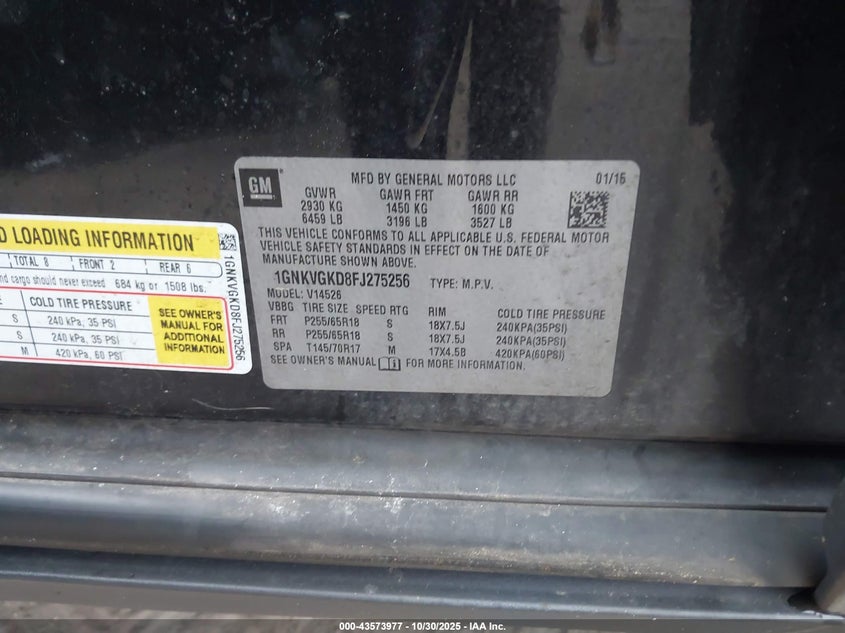 GM
MFD BY GENERAL MOTORS LLC 01/15
GVWR GAWR FRT GAWR RR
2930 KG 1450 KG 1600 KG
6459 LB 3196 LB 3527 LB
THIS VEHICLE CONFORMS TO ALL APPLICABLE U.S. FEDERAL MOTOR
VEHICLE SAFETY STANDARDS IN EFFECT ON THE DATE OF
MANUFACTURE SHOWN ABOVE.
1GNKVGKD8FJ275256 TYPE: M.P.V.
MODEL: V14526
VBBG TIRE SIZE SPEED RTG RIM COLD TIRE PRESSURE
FRT P255/65R18 S 18X7.5J 240KPA(35PSI)
RR P255/65R18 S 18X7.5J 240KPA(35PSI)
SPA T145/70R17 M 17X4.5B 420KPA(60PSI)
SEE OWNER'S MANUAL FOR MORE INFORMATION.
D LOADING INFORMATION
TOTAL 8 FRONT 2 REAR 6
and cargo should never exceed 684 kg or 1508 lbs.
COLD TIRE PRESSURE
S 240 kPa, 35 PSI
S 240 kPa, 35 PSI
M 420 kPa, 60 PSI
SEE OWNER'S
MANUAL FOR
ADDITIONAL
INFORMATION
1GNKVGKD8FJ275256
000-43573977 - 10/30/2025 - IAA Inc.